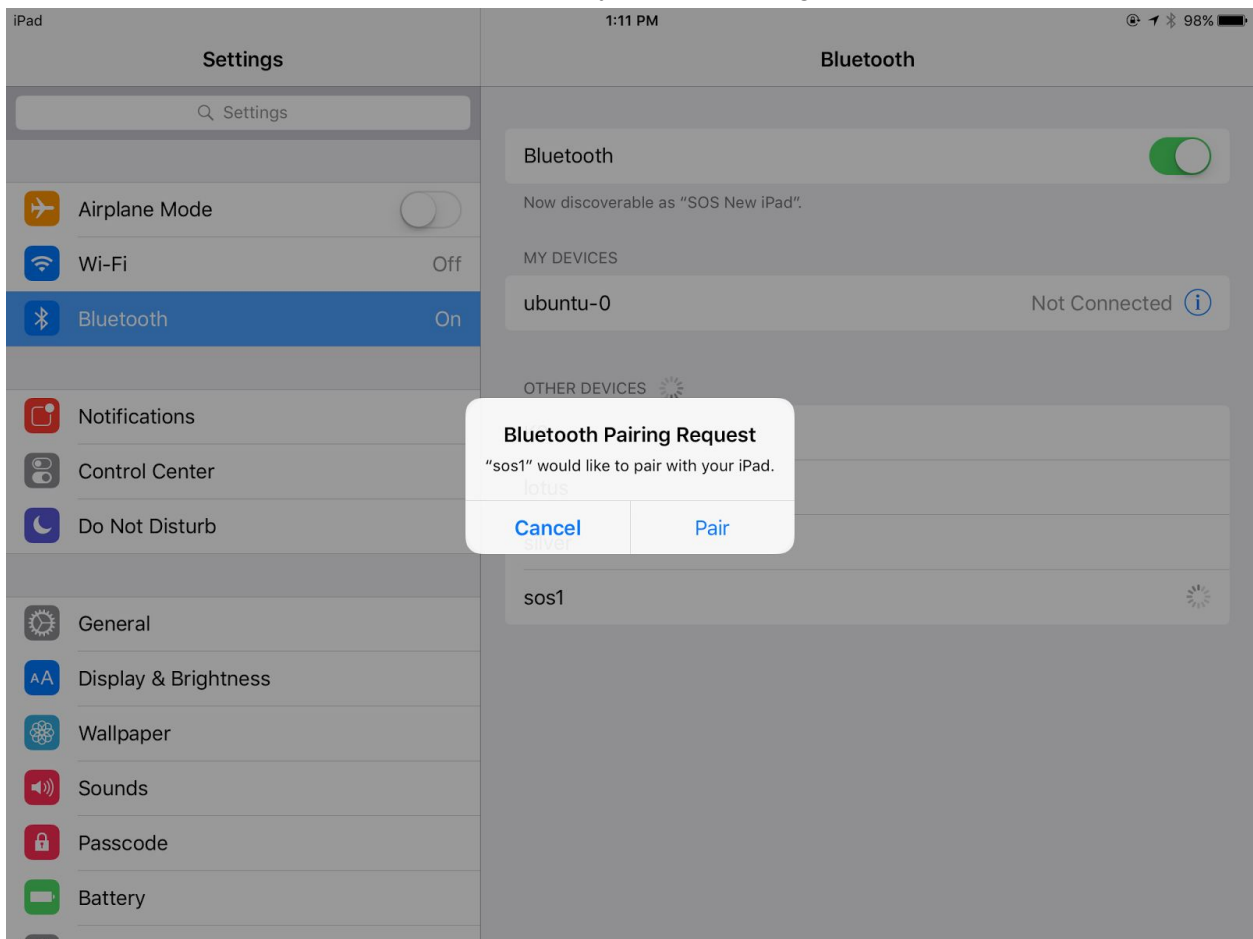 iPad
1:11 PM
98%
Settings
Bluetooth
Settings
Airplane Mode
Wi-Fi
Off
Bluetooth
On
Notifications
Control Center
Do Not Disturb
General
Display & Brightness
Wallpaper
Sounds
Passcode
Battery
Bluetooth
Now discoverable as “SOS New iPad”.
MY DEVICES
ubuntu-0
Not Connected
OTHER DEVICES
lotus
silver
sos1
Bluetooth Pairing Request
“sos1” would like to pair with your iPad.
Cancel
Pair